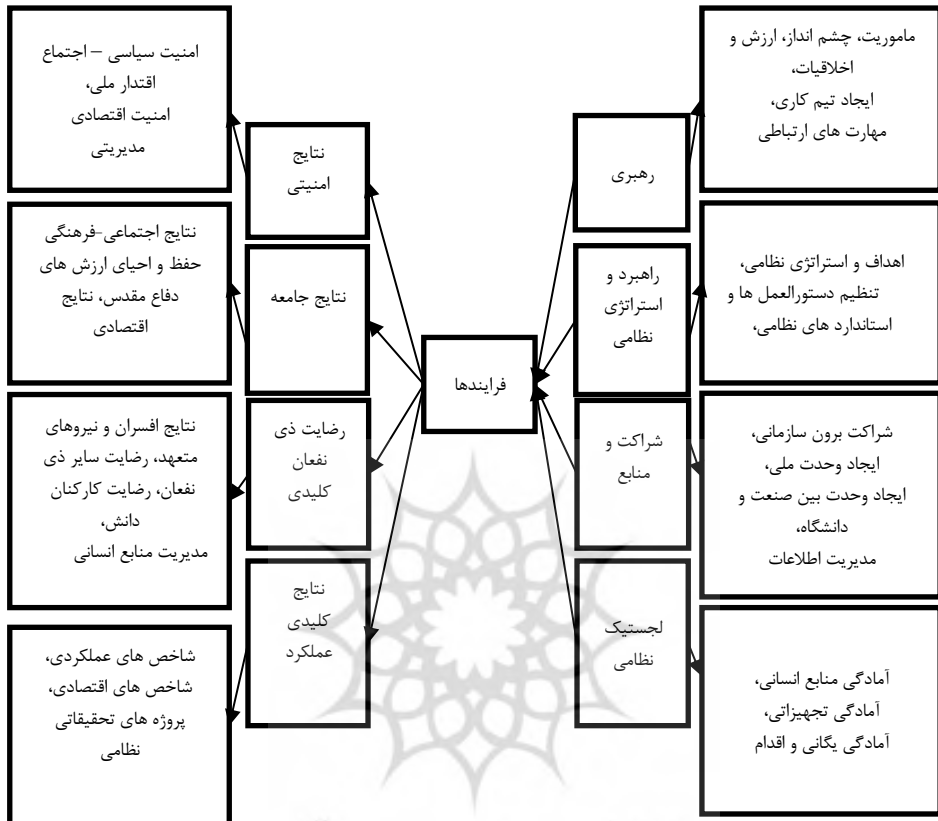 ماموریت، چشم انداز، ارزش و
اخلاقیات،
ایجاد تیم کاری،
مهارت های ارتباطی
اهداف و استراتژی نظامی،
تنظیم دستورالعمل ها و
استاندارد های نظامی،
شراکت برون سازمانی،
ایجاد وحدت ملی،
ایجاد وحدت بین صنعت و
دانشگاه،
مدیریت اطلاعات
آمادگی منابع انسانی،
آمادگی تجهیزاتی،
آمادگی یگانی و اقدام
رهبری
راهبرد و
استراتژی
نظامی
شراکت و
منابع
لجستیک
نظامی
فرایندها
نتایج
امنیتی
نتایج جامعه
رضایت ذی
نفعان
کلیدی
نتایج
کلیدی
عملکرد
امنیت سیاسی – اجتماع
اقتدار ملی،
امنیت اقتصادی
مدیریتی
نتایج اجتماعی-فرهنگی
حفظ و احیای ارزش های
دفاع مقدس، نتایج
اقتصادی
نتایج افسران و نیروهای
متعهد، رضایت سایر ذی
نفعان، رضایت کارکنان
دانش،
مدیریت منابع انسانی
شاخص های عملکردی،
شاخص های اقتصادی،
پروژه های تحقیقاتی
نظامی